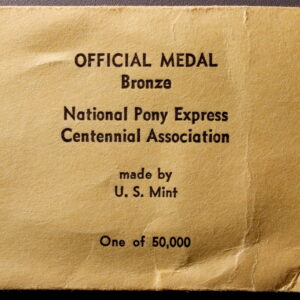 OFFICIAL MEDAL
Bronze
National Pony Express
Centennial Association
made by
U. S. Mint
One of 50,000